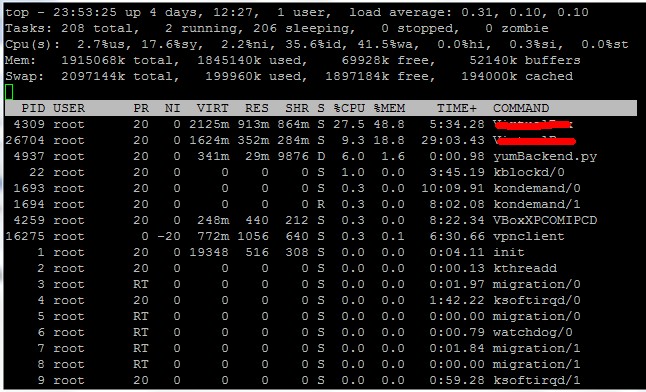 top - 23:53:25 up 4 days, 12:27, 1 user, load average: 0.31, 0.10, 0.10
Tasks: 208 total, 2 running, 206 sleeping, 0 stopped, 0 zombie
Cpu(s): 2.7%us, 17.6%sy, 2.2%ni, 35.6%id, 41.5%wa, 0.0%hi, 0.3%si, 0.0%st
Mem: 1915068k total, 1845140k used, 69928k free, 52140k buffers
Swap: 2097144k total, 199960k used, 1897184k free, 194000k cached
PID USER PR NI VIRT RES SHR S %CPU %MEM TIME+ COMMAND
4309 root 20 0 2125m 913m 864m S 27.5 48.8 5:34.28
26704 root 20 0 1624m 352m 284m S 9.3 18.8 29:03.43
4937 root 20 0 341m 29m 9876 D 6.0 1.6 0:00.98 yumBackend.py
22 root 20 0 0 0 0 S 1.0 0.0 3:45.19 kblockd/0
1693 root 20 0 0 0 0 S 0.3 0.0 10:09.91 kondemand/0
1694 root 20 0 0 0 0 R 0.3 0.0 8:02.08 kondemand/1
4259 root 20 0 248m 440 212 S 0.3 0.0 8:22.34 VBoxXPCOMIPCD
16275 root 0 -20 772m 1056 640 S 0.3 0.1 6:30.66 vpnclient
1 root 20 0 19348 516 308 S 0.0 0.0 0:04.11 init
2 root 20 0 0 0 0 S 0.0 0.0 0:00.13 kthreadd
3 root RT 0 0 0 0 S 0.0 0.0 0:01.97 migration/0
4 root 20 0 0 0 0 S 0.0 0.0 1:42.22 ksoftirqd/0
5 root RT 0 0 0 0 S 0.0 0.0 0:00.00 migration/0
6 root RT 0 0 0 0 S 0.0 0.0 0:00.79 watchdog/0
7 root RT 0 0 0 0 S 0.0 0.0 0:01.84 migration/1
8 root RT 0 0 0 0 S 0.0 0.0 0:00.00 migration/1
9 root 20 0 0 0 0 S 0.0 0.0 0:59.28 ksoftirqd/1